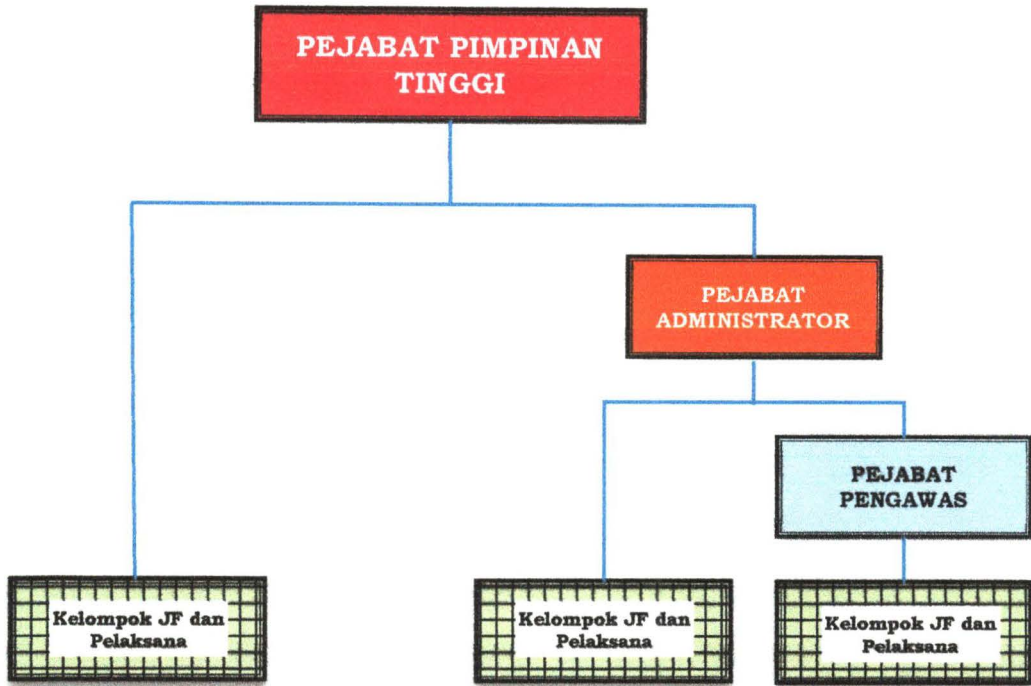 PEJABAT PIMPINAN
TINGGI
PEJABAT
ADMINISTRATOR
PEJABAT
PENGAWAS
Kelompok JF dan
Pelaksana
Kelompok JF dan
Pelaksana
Kelompok JF dan
Pelaksana